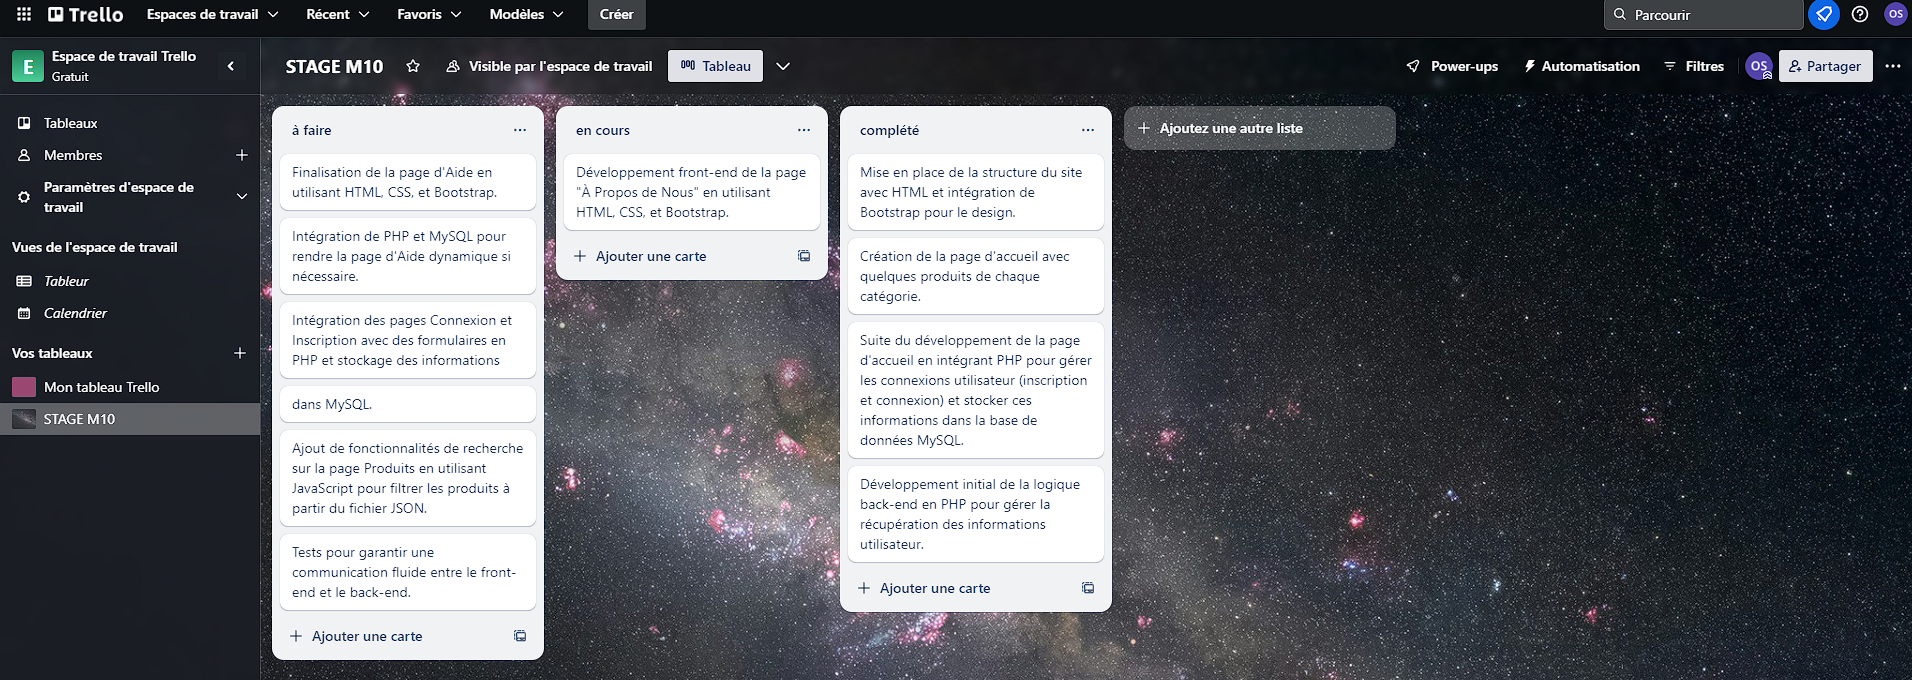 Trello
Espaces de travail
Récent
Favoris
Modèles
Créer
Parcourir
OS
E
Espace de travail Trello
Gratuit
STAGE M10
Visible par l'espace de travail
Tableau
Power-ups
Automatisation
Filtres
OS
Partager
Tableaux
Membres
Paramètres d'espace de
travail
Vues de l'espace de travail
Tableur
Calendrier
Vos tableaux
Mon tableau Trello
STAGE M10
à faire
Finalisation de la page d'Aide en
utilisant HTML, CSS, et Bootstrap.
Intégration de PHP et MySQL pour
rendre la page d'Aide dynamique si
nécessaire.
Intégration des pages Connexion et
Inscription avec des formulaires en
PHP et stockage des informations
dans MySQL.
Ajout de fonctionnalités de recherche
sur la page Produits en utilisant
JavaScript pour filtrer les produits à
partir du fichier JSON.
Tests pour garantir une
communication fluide entre le front-
end et le back-end.
Ajouter une carte
en cours
Développement front-end de la page
"À Propos de Nous" en utilisant
HTML, CSS, et Bootstrap.
Ajouter une carte
complété
Mise en place de la structure du site
avec HTML et intégration de
Bootstrap pour le design.
Création de la page d'accueil avec
quelques produits de chaque
catégorie.
Suite du développement de la page
d'accueil en intégrant PHP pour gérer
les connexions utilisateur (inscription
et connexion) et stocker ces
informations dans la base de
données MySQL.
Développement initial de la logique
back-end en PHP pour gérer la
récupération des informations
utilisateur.
Ajouter une carte
Ajoutez une autre liste